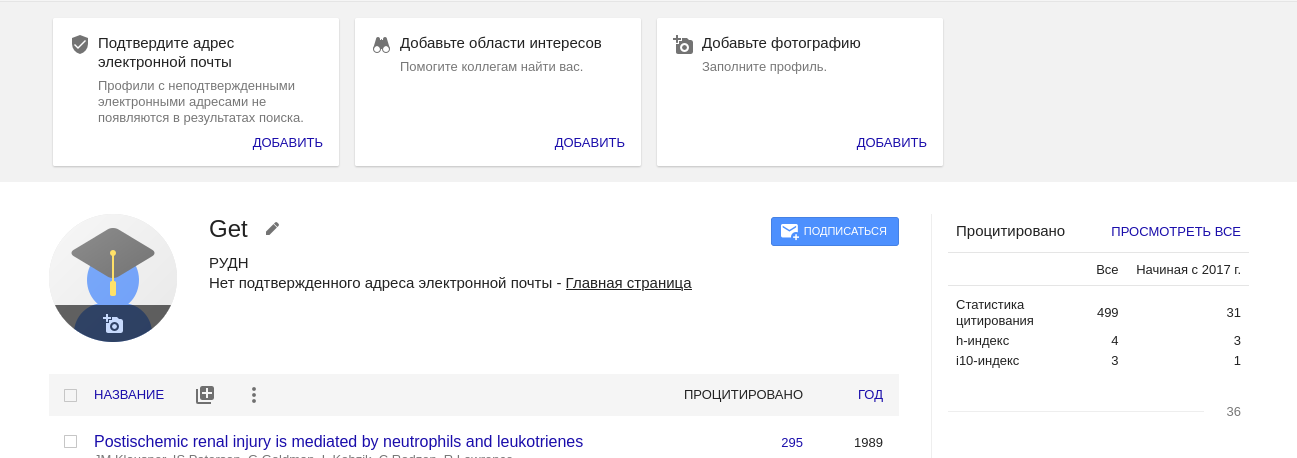 Подтвердите адрес
электронной почты
Профили с неподтвержденными
электронными адресами не
появляются в результатах поиска.
ДОБАВИТЬ
Добавьте области интересов
Помогите коллегам найти вас.
ДОБАВИТЬ
Добавьте фотографию
Заполните профиль.
ДОБАВИТЬ
Get
ПОДПИСАТЬСЯ
РУДН
Нет подтвержденного адреса электронной почты - Главная страница
НАЗВАНИЕ ПРОЦИТИРОВАНО ГОД
Postischemic renal injury is mediated by neutrophils and leukotrienes 295 1989
Процитировано ПРОСМОТРЕТЬ ВСЕ
Все Начиная с 2017 г.
Статистика
цитирования 499 31
h-индекс 4 3
i10-индекс 3 1
36